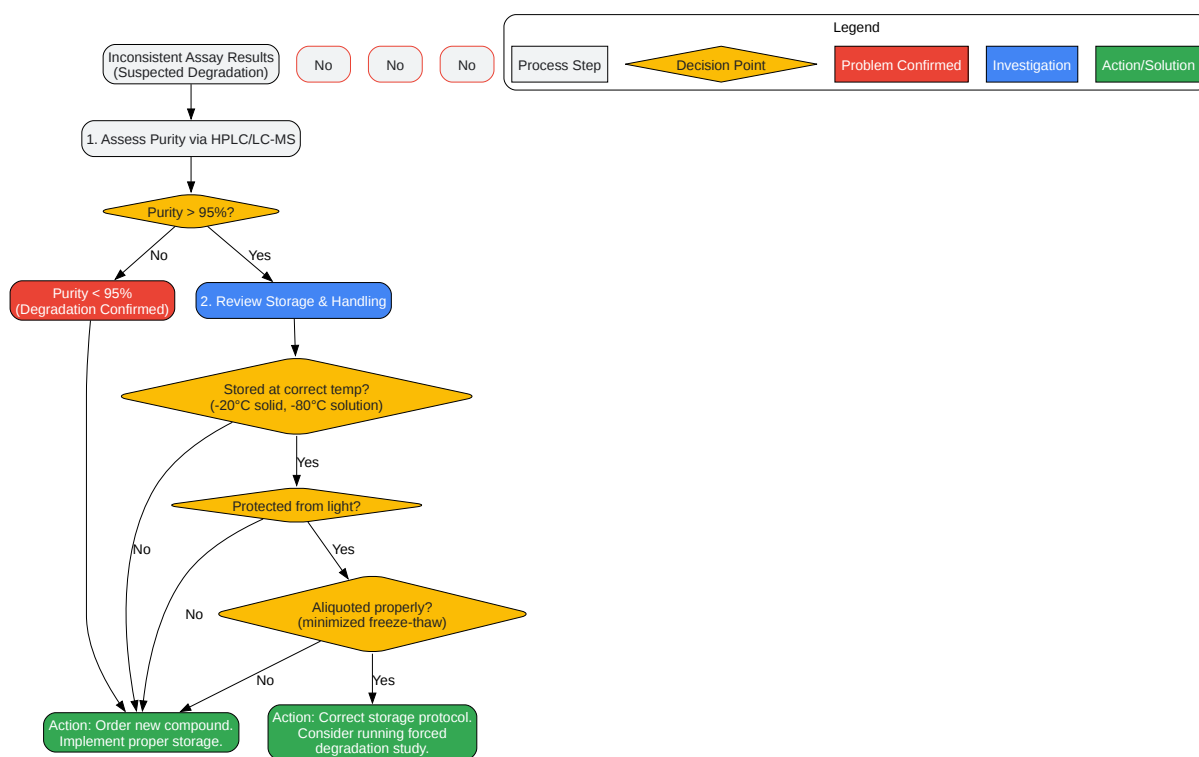 Legend
Inconsistent Assay Results
(Suspected Degradation)
No
No
No
Process Step
Decision Point
Problem Confirmed
Investigation
Action/Solution
1. Assess Purity via HPLC/LC-MS
Purity > 95%?
No
Yes
Purity < 95%
(Degradation Confirmed)
2. Review Storage & Handling
Stored at correct temp?
(-20°C solid, -80°C solution)
Yes
Protected from light?
No
Yes
Aliquoted properly?
(minimized freeze-thaw)
No
No
Yes
Action: Order new compound.
Implement proper storage.
Action: Correct storage protocol.
Consider running forced
degradation study.